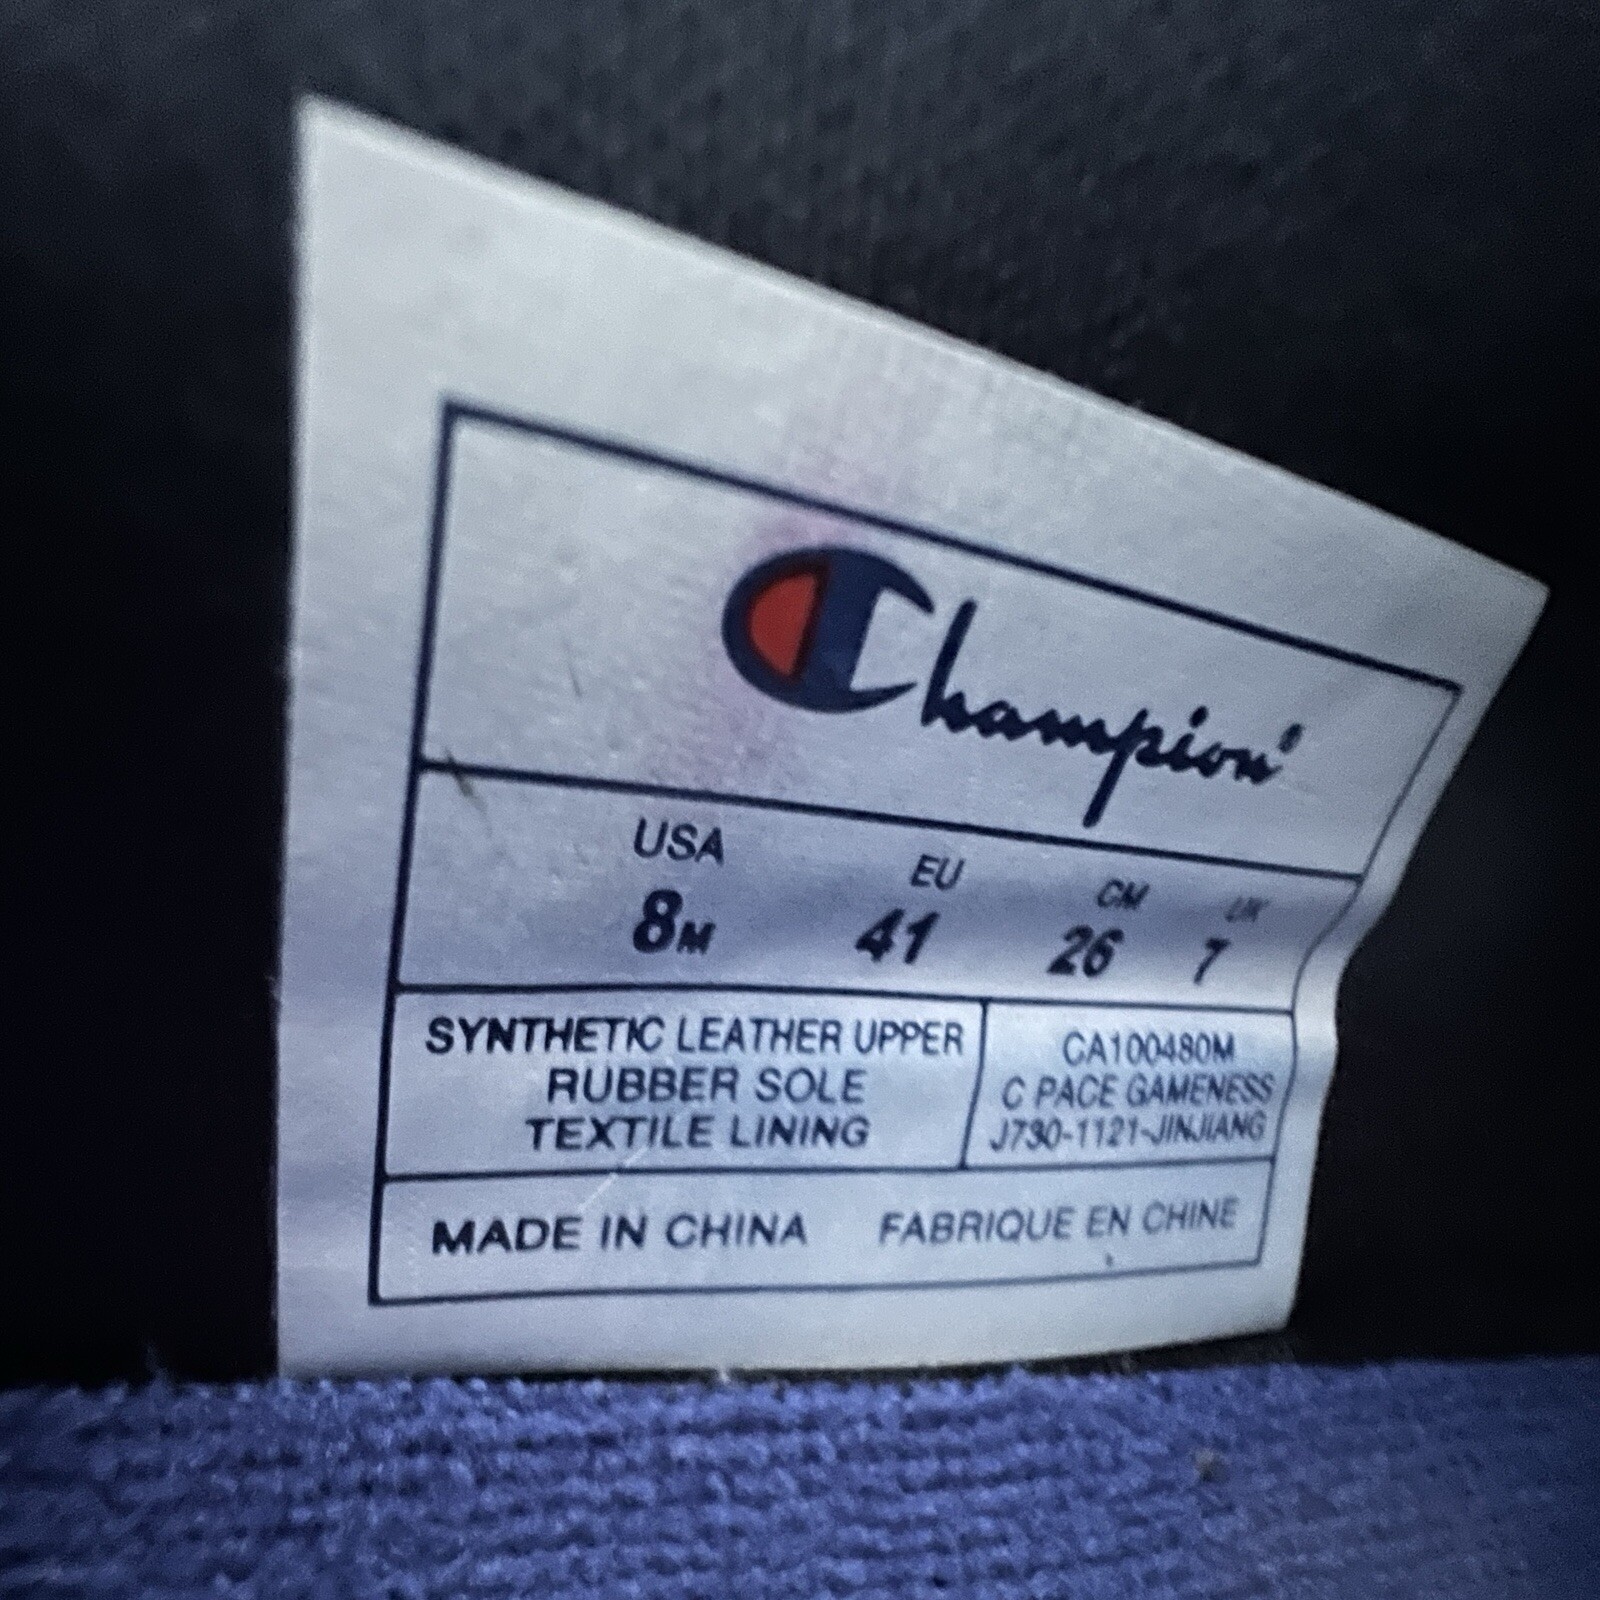 Champion®
USA EU CM UK
8M 41 26 7
SYNTHETIC LEATHER UPPER
RUBBER SOLE
TEXTILE LINING
CA100480M
C PACE GAMENESS
J730-1121-JINJIANG
MADE IN CHINA FABRIQUE EN CHINE